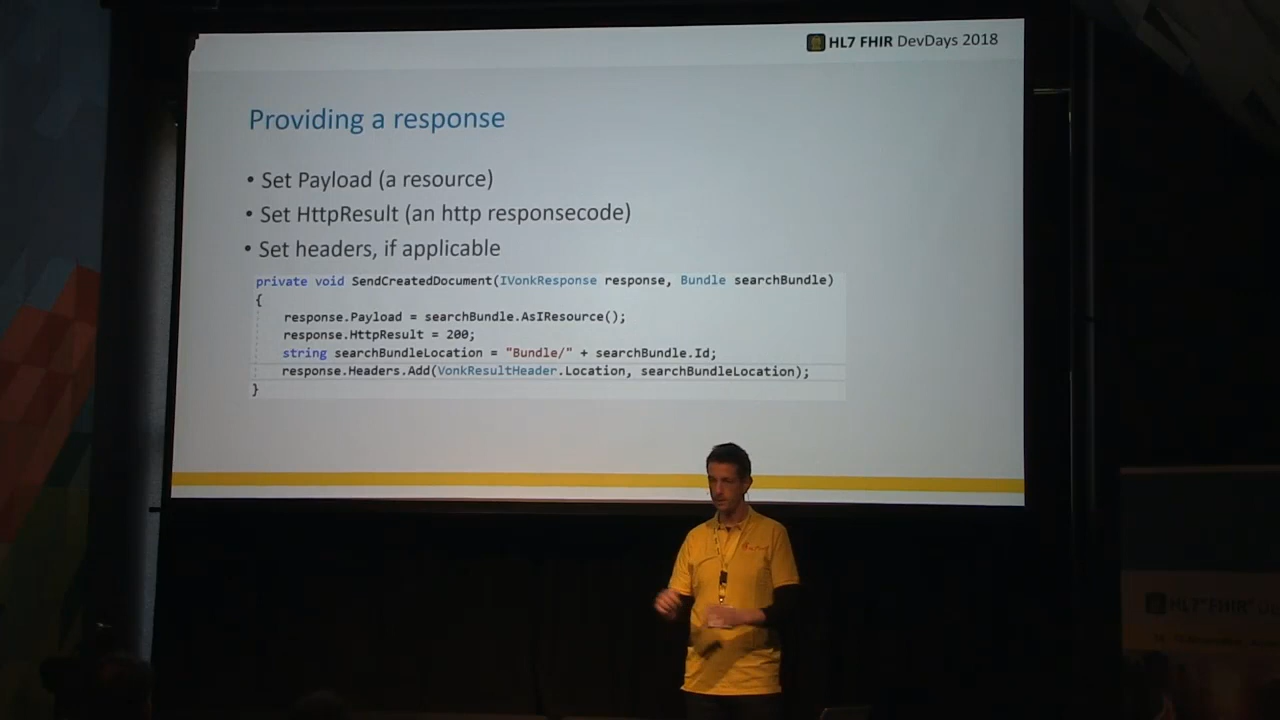 HL7 FHIR DevDays 2018
Providing a response
• Set Payload (a resource)
• Set HttpResult (an http responsecode)
• Set headers, if applicable
private void SendCreatedDocument(IVonkResponse response, Bundle searchBundle)
{
response.Payload = searchBundle.AsIResource();
response.HttpResult = 200;
string searchBundleLocation = "Bundle/" + searchBundle.Id;
response.Headers.Add(VonkResultHeader.Location, searchBundleLocation);
}
HL7 FHIR